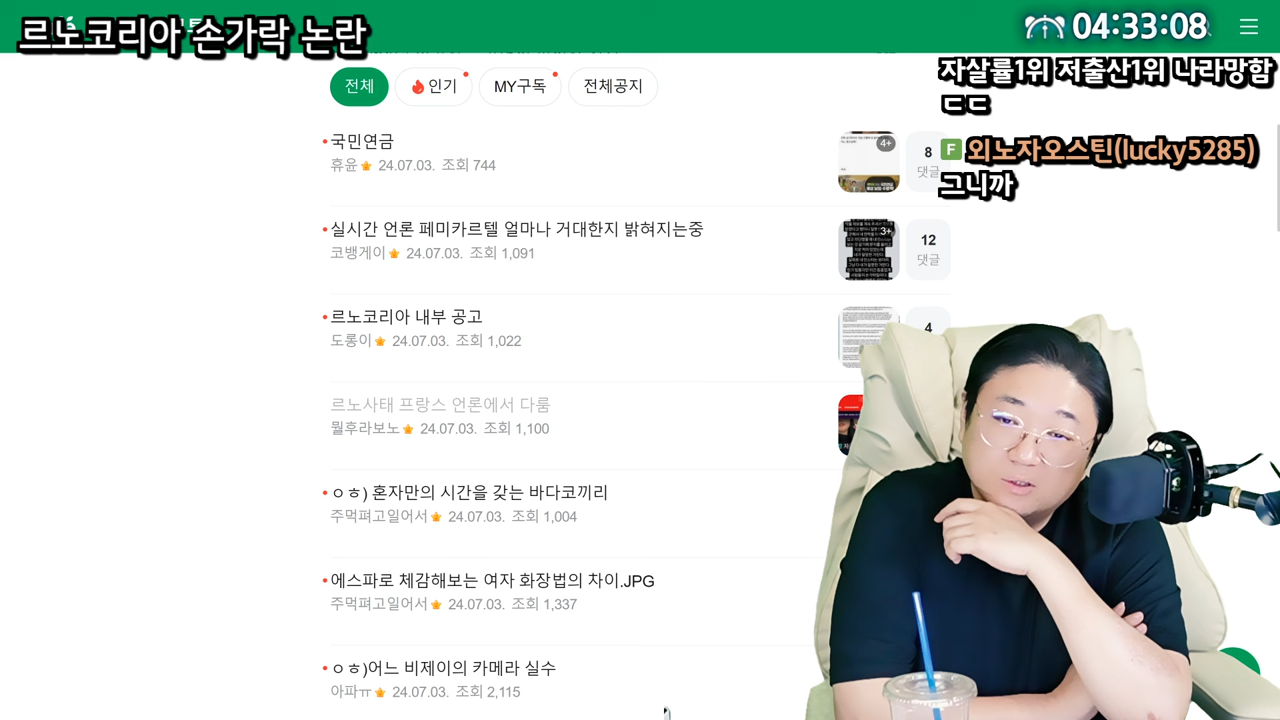 르노코리아 손가락 논란
04:33:08
전체
인기
MY구독
전체공지
자살률1위 저출산1위 나라망함
ㄷㄷ
F 외노자오스틴(lucky5285)
그니까
국민연금
휴윤 24.07.03. 조회 744
4+
8
댓글
실시간 언론 페미카르텔 얼마나 거대한지 밝혀지는중
코뱅게이 24.07.03. 조회 1,091
3+
12
댓글
르노코리아 내부 공고
도롱이 24.07.03. 조회 1,022
4
르노사태 프랑스 언론에서 다룸
뭘후라보노 24.07.03. 조회 1,100
ㅇㅎ) 혼자만의 시간을 갖는 바다코끼리
주먹펴고일어서 24.07.03. 조회 1,004
에스파로 체감해보는 여자 화장법의 차이.JPG
주먹펴고일어서 24.07.03. 조회 1,337
ㅇㅎ)어느 비제이의 카메라 실수
아파ㅠ 24.07.03. 조회 2,115